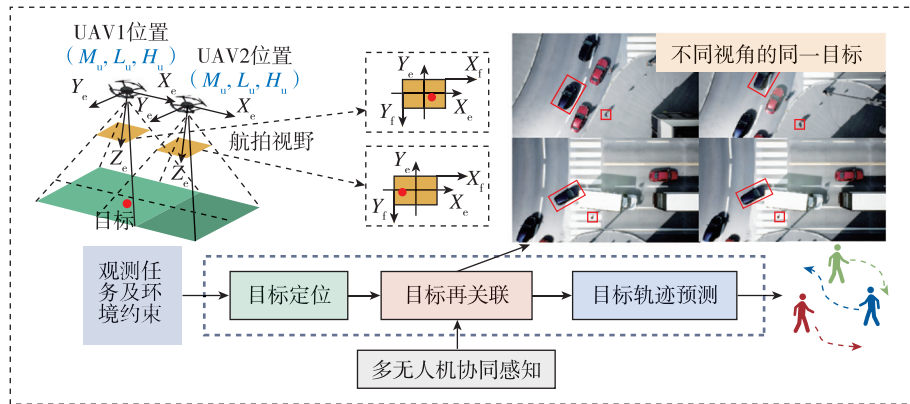 UAV1位置
(Mu, Lu, Hu)
UAV2位置
(Mu, Lu, Hu)
Ye
Xe
Ye
Xe
Ze
Ze
航拍视野
目标
Ye
Xf
Yf
Xe
Ye
Xf
Yf
Xe
不同视角的同一目标
观测任
务及环
境约束
目标定位
目标再关联
目标轨迹预测
多无人机协同感知